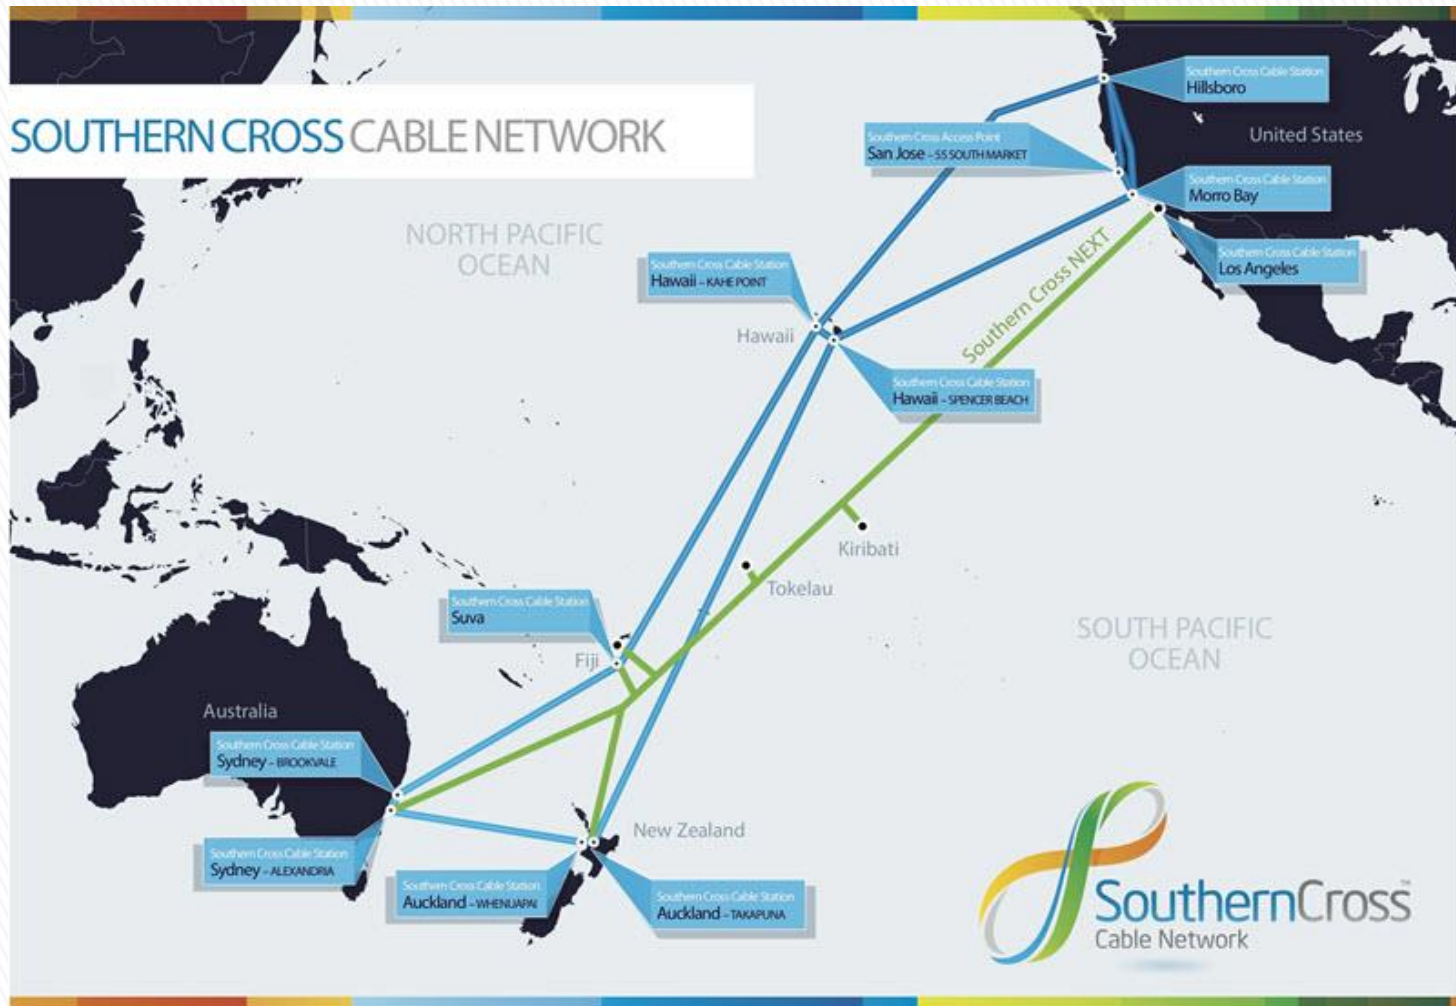 SOUTHERN CROSS CABLE NETWORK
Southern Cross Cable Station
Hillsboro
United States
Southern Cross Access Point
San Jose – 55 SOUTH MARKET
Southern Cross Cable Station
Morro Bay
NORTH PACIFIC
OCEAN
Southern Cross Cable Station
Los Angeles
Southern Cross Cable Station
Hawaii – KAHE POINT
Southern Cross NEXT
Hawaii
Southern Cross Cable Station
Hawaii – SPENCER BEACH
Kiribati
Tokelau
Southern Cross Cable Station
Suva
Fiji
SOUTH PACIFIC
OCEAN
Australia
Southern Cross Cable Station
Sydney – BROOKVALE
New Zealand
Southern Cross Cable Station
Sydney – ALEXANDRIA
Southern Cross Cable Station
Auckland – WHENUAPAI
Southern Cross Cable Station
Auckland – TAKAPUNA
SouthernCross™
Cable Network